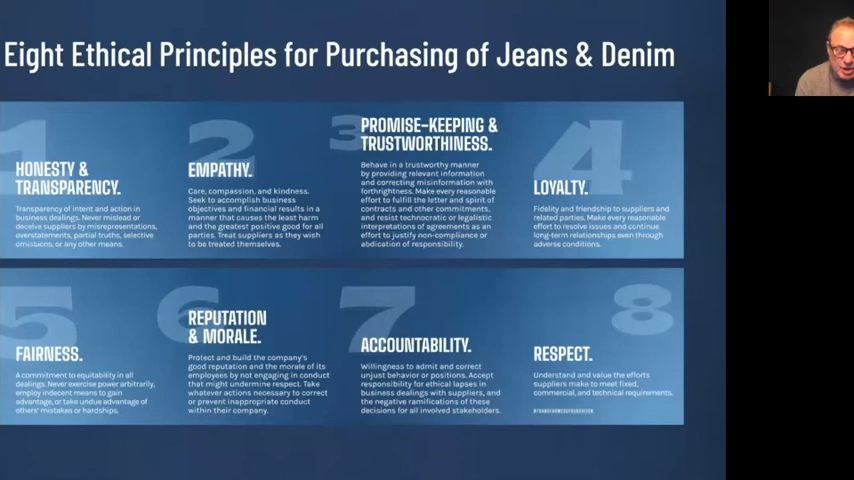 Eight Ethical Principles for Purchasing of Jeans & Denim
1
HONESTY &
TRANSPARENCY.
Transparency of intent and action in
business dealings. Never mislead or
deceive suppliers by misrepresentations,
overstatements, partial truths, selective
omissions, or any other means.
2
EMPATHY.
Care, compassion, and kindness.
Seek to accomplish business
objectives and financial results in a
manner that causes the least harm
and the greatest positive good for all
parties. Treat suppliers as they wish
to be treated themselves.
3
PROMISE-KEEPING &
TRUSTWORTHINESS.
Behave in a trustworthy manner
by providing relevant information
and correcting misinformation with
forthrightness. Make every reasonable
effort to fulfill the letter and spirit of
contracts and other commitments,
and resist technocratic or legalistic
interpretations of agreements as an
effort to justify non-compliance or
abdication of responsibility.
4
LOYALTY.
Fidelity and friendship to suppliers and
related parties. Make every reasonable
effort to resolve issues and continue
long-term relationships even through
adverse conditions.
5
FAIRNESS.
A commitment to equitability in all
dealings. Never exercise power arbitrarily,
employ indecent means to gain
advantage, or take undue advantage of
others' mistakes or hardships.
6
REPUTATION
& MORALE.
Protect and build the company's
good reputation and the morale of its
employees by not engaging in conduct
that might undermine respect. Take
whatever actions necessary to correct
or prevent inappropriate conduct
within their company.
7
ACCOUNTABILITY.
Willingness to admit and correct
unjust behavior or positions. Accept
responsibility for ethical lapses in
business dealings with suppliers, and
the negative ramifications of these
decisions for all involved stakeholders.
8
RESPECT.
Understand and value the efforts
suppliers make to meet fixed,
commercial, and technical requirements.